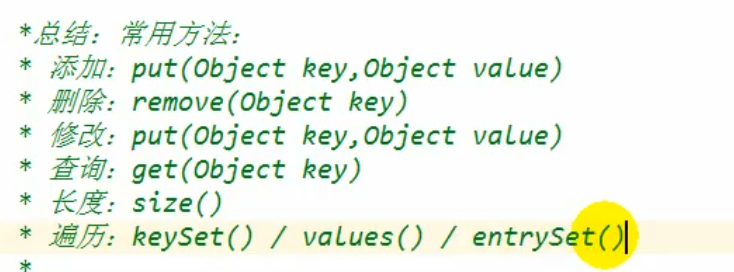 *总结：常用方法：
* 添加：put(Object key,Object value)
* 删除：remove(Object key)
* 修改：put(Object key,Object value)
* 查询：get(Object key)
* 长度：size()
* 遍历：keySet() / values() / entrySet()
*